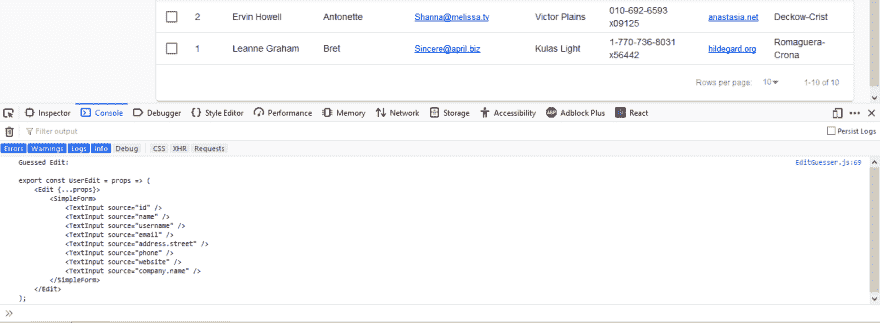 2 Ervin Howell Antonette Shanna@melissa.tv Victor Plains 010-692-6593 x09125 anastasia.net Deckow-Crist
1 Leanne Graham Bret Sincere@april.biz Kulas Light 1-770-736-8031 x56442 hildegard.org Romaguera-Crona
Rows per page: 10 1-10 of 10
Inspector Console Debugger {} Style Editor Performance Memory Network Storage Accessibility ABP Adblock Plus React
Filter output Persist Logs
Errors Warnings Logs Info Debug CSS XHR Requests
Guessed Edit: EditGuesser.js:69
export const UserEdit = props => (
<Edit {...props}>
<SimpleForm>
<TextInput source="id" />
<TextInput source="name" />
<TextInput source="username" />
<TextInput source="email" />
<TextInput source="address.street" />
<TextInput source="phone" />
<TextInput source="website" />
<TextInput source="company.name" />
</SimpleForm>
</Edit>
);
>>